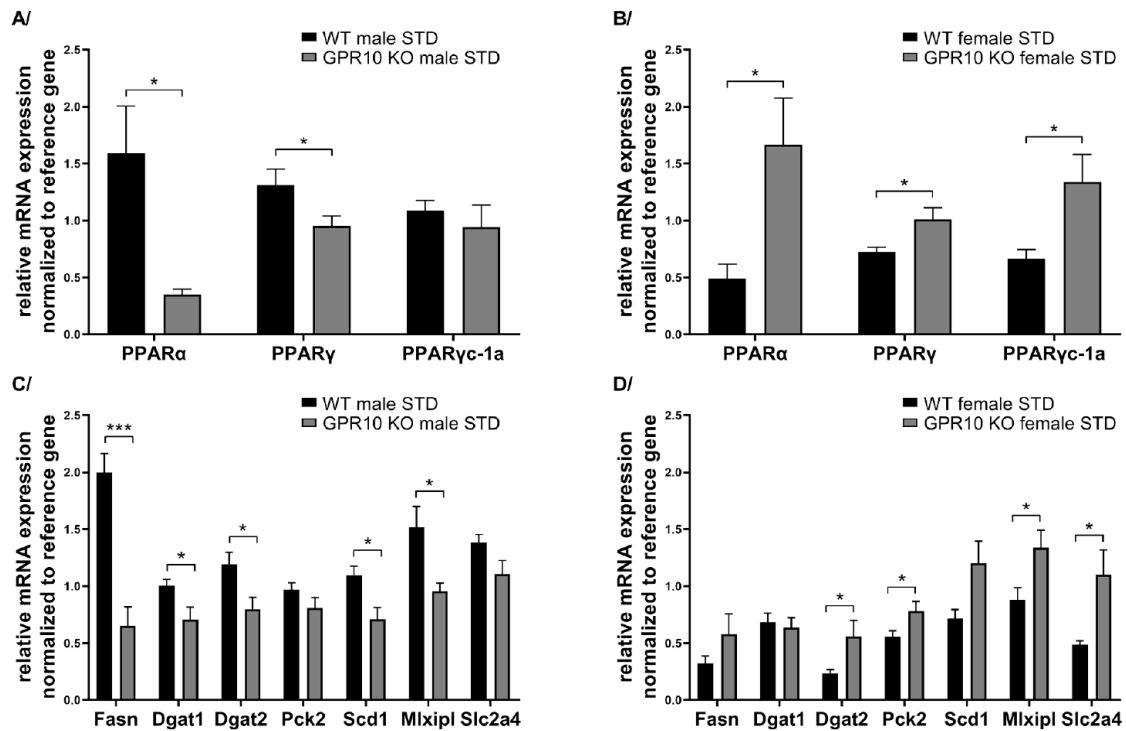 A/
WT male STD
GPR10 KO male STD
relative mRNA expression
normalized to reference gene
2.5
2.0
1.5
1.0
0.5
0.0
*
*
PPARα
PPARγ
PPARγc-1a
B/
WT female STD
GPR10 KO female STD
relative mRNA expression
normalized to reference gene
2.5
2.0
1.5
1.0
0.5
0.0
*
*
*
PPARα
PPARγ
PPARγc-1a
C/
WT male STD
GPR10 KO male STD
relative mRNA expression
normalized to reference gene
2.5
2.0
1.5
1.0
0.5
0.0
***
*
*
*
*
Fasn Dgat1 Dgat2 Pck2 Scd1 Mlxipl Slc2a4
D/
WT female STD
GPR10 KO female STD
relative mRNA expression
normalized to reference gene
2.5
2.0
1.5
1.0
0.5
0.0
*
*
*
*
Fasn Dgat1 Dgat2 Pck2 Scd1 Mlxipl Slc2a4